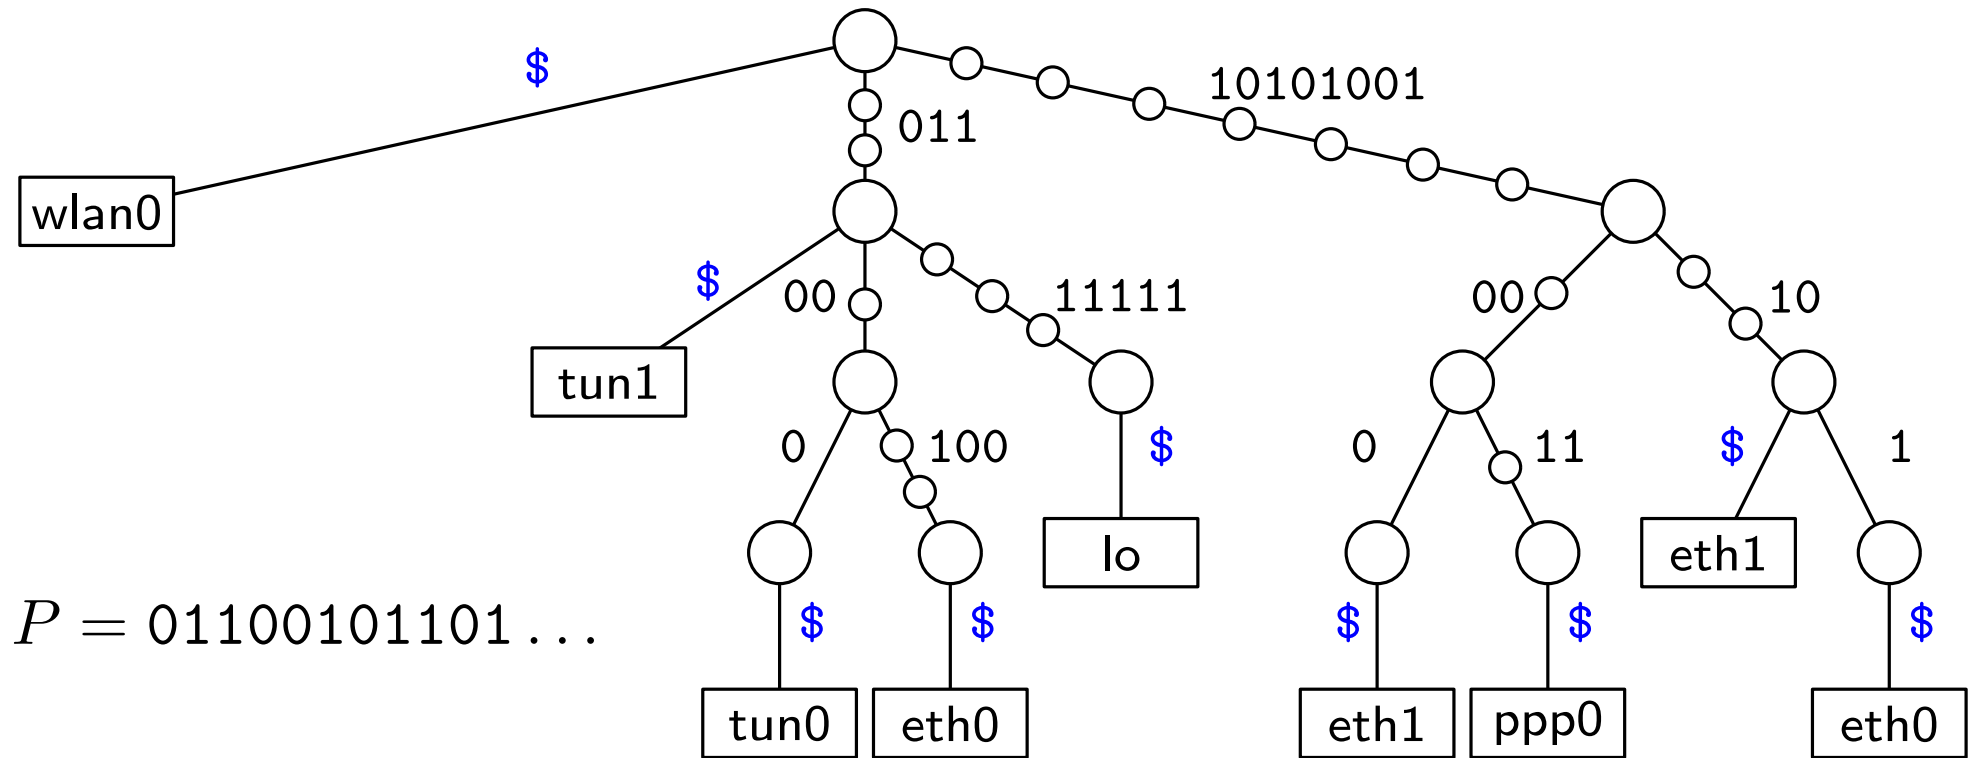 $
10101001
011
wlan0
$
00
11111
00
10
tun1
0
100
$
0
11
$
1
lo
eth1
P = 01100101101...
$
$
$
$
$
tun0
eth0
eth1
ppp0
eth0